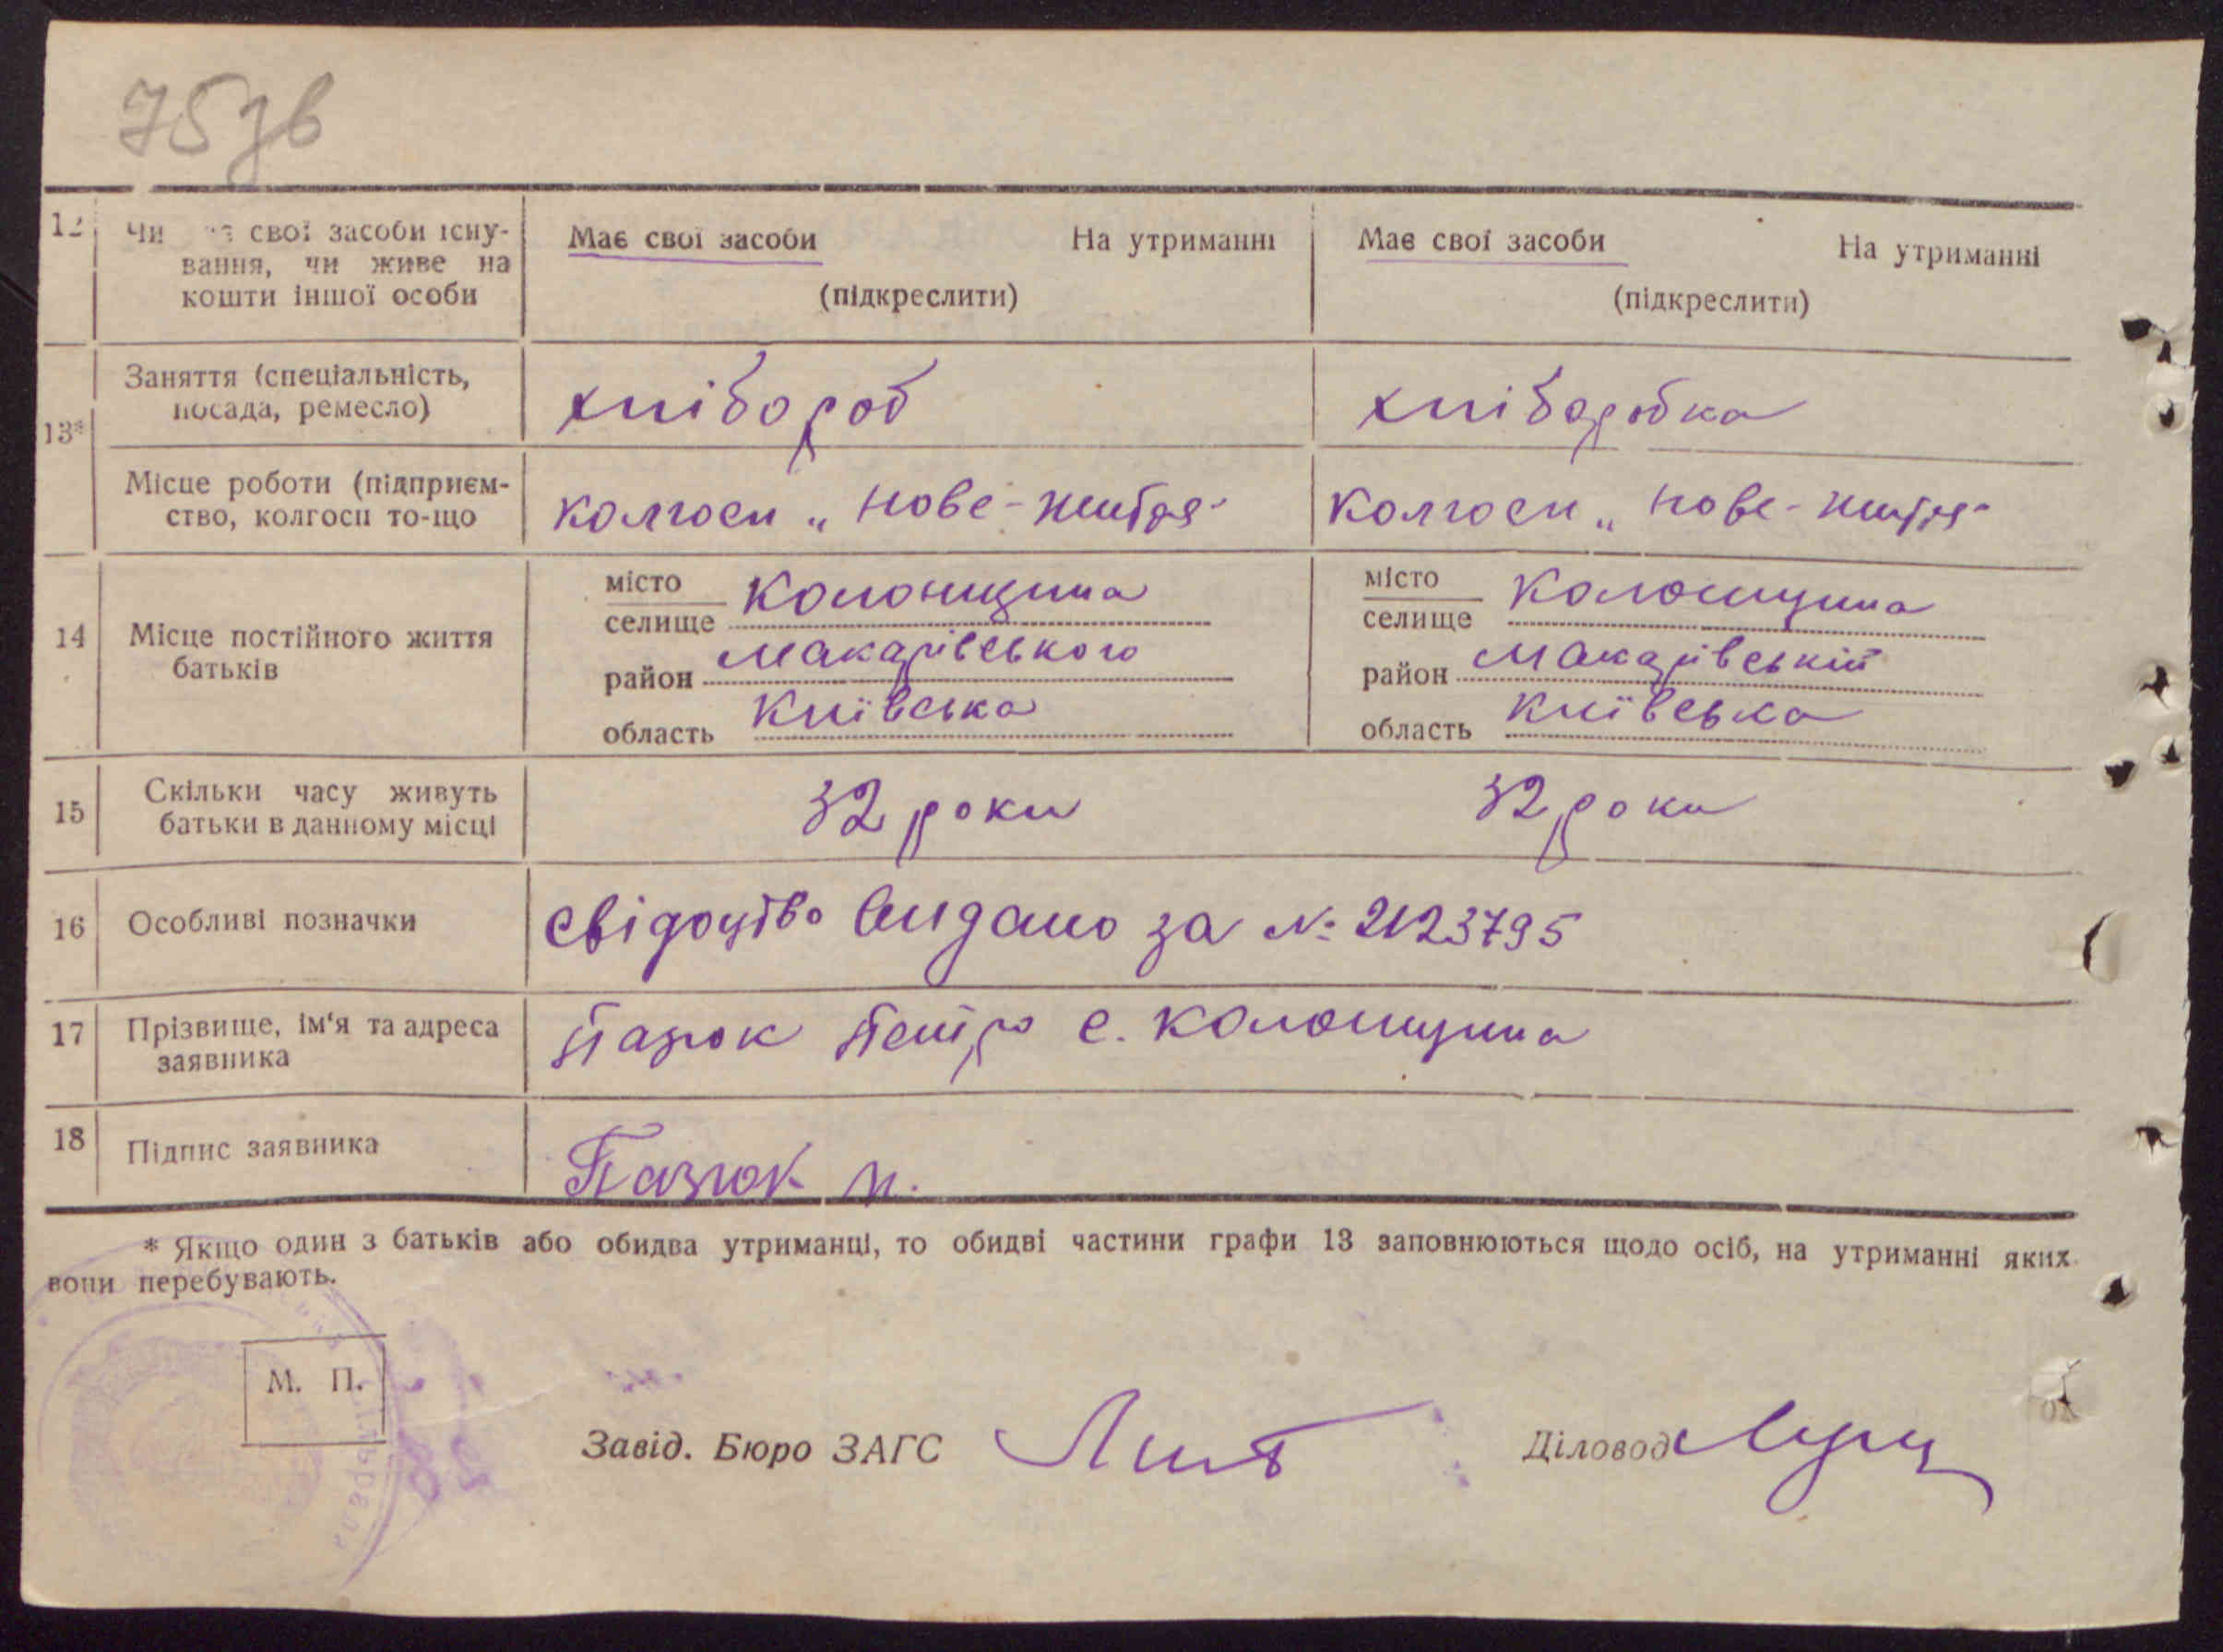 75зв
12 Чи має свої засоби існу-
вання, чи живе на
кошти іншої особи
Має свої засоби На утриманні
(підкреслити)
Має свої засоби На утриманні
(підкреслити)
13*
Заняття (спеціальність,
посада, ремесло)
хлібороб
хліборобка
Місце роботи (підприєм-
ство, колгосп то-що
колгосп „нове-життя"
колгосп „нове-життя"
14 Місце постійного життя
батьків
місто
селище Колонщина
район Макарівського
область Київська
місто
селище Колонщина
район Макарівській
область Київська
15 Скільки часу живуть
батьки в данному місці
32 роки 32 роки
16 Особливі позначки
свідоцтво видано за № 2123795
17 Прізвище, ім'я та адреса
заявника
Пазюк Петро с. Колонщина
18 Підпис заявника
Пазюк П.
* Якщо один з батьків або обидва утриманці, то обидві частини графи 13 заповнюються щодо осіб, на утриманні яких
вони перебувають.
М. П.
Завід. Бюро ЗАГС
Діловод